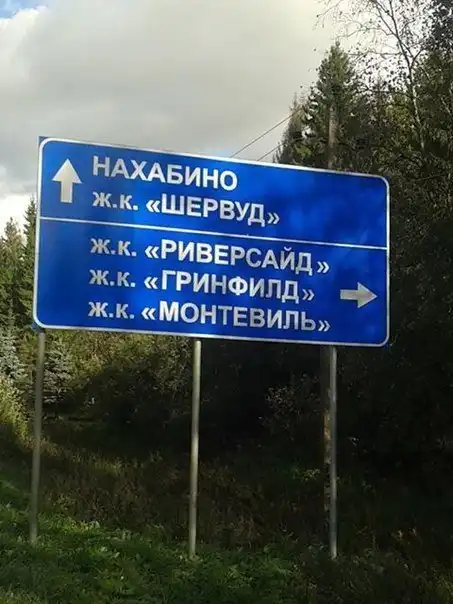 НАХАБИНО
ж.к. «ШЕРВУД»
ж.к. «РИВЕРСАЙД»
ж.к. «ГРИНФИЛД»
ж.к. «МОНТЕВИЛЬ»